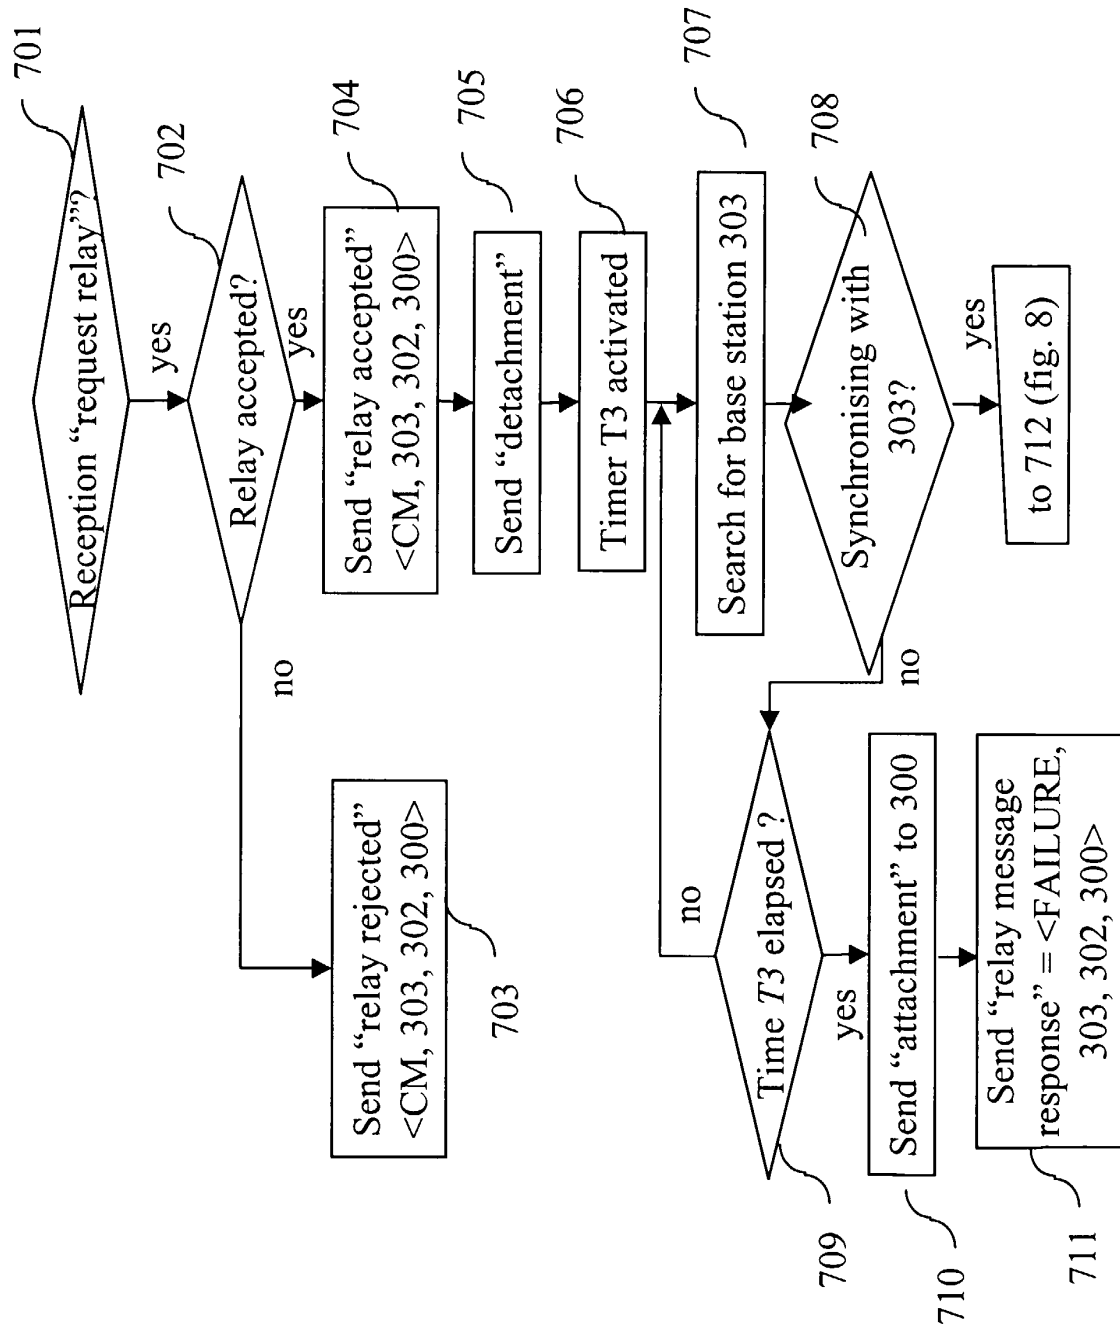 701
Reception “request relay”?
yes
702
Relay accepted?
yes
no
704
Send “relay accepted”
<CM, 303, 302, 300>
Send “relay rejected”
<CM, 303, 302, 300>
703
705
Send “detachment”
706
Timer T3 activated
707
Search for base station 303
708
Synchronising with
303?
no
yes
to 712 (fig. 8)
Time T3 elapsed ?
no
yes
709
Send “attachment” to 300
710
Send “relay message
response” = <FAILURE,
303, 302, 300>
711